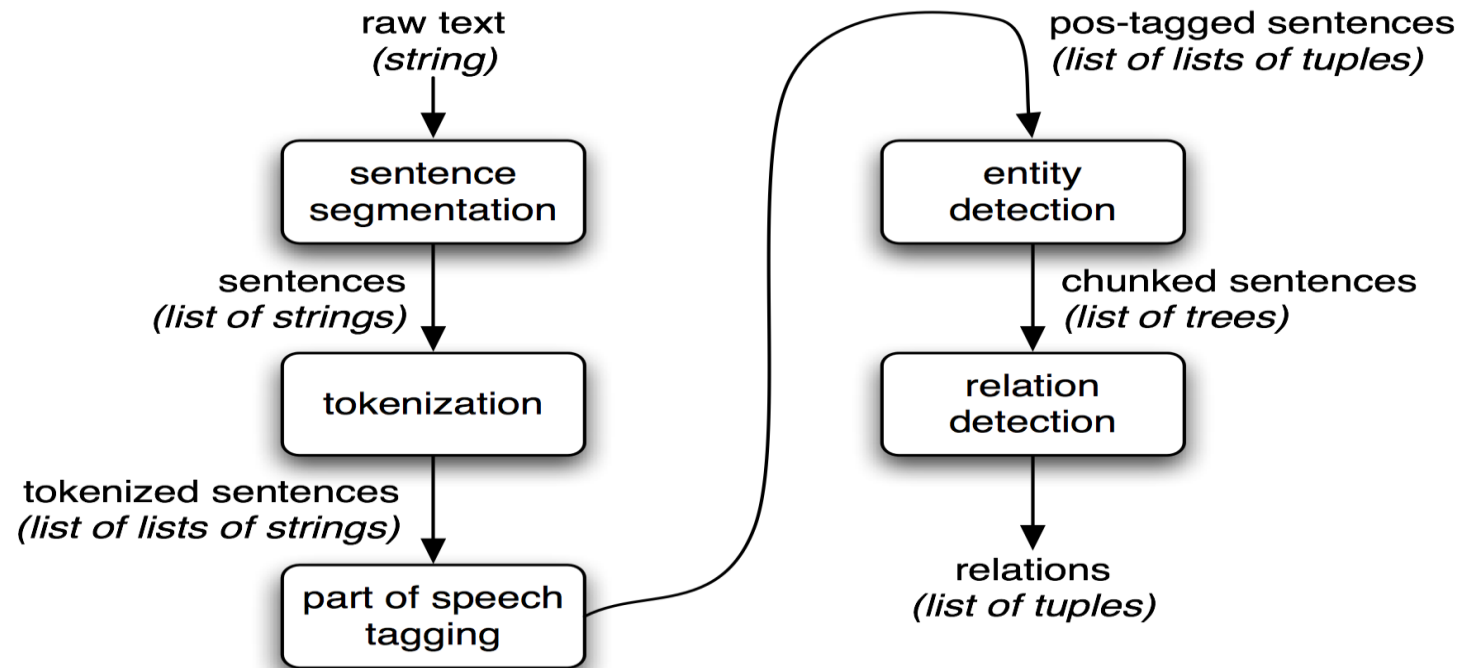 raw text
(string)
sentence
segmentation
sentences
(list of strings)
tokenization
tokenized sentences
(list of lists of strings)
part of speech
tagging
pos-tagged sentences
(list of lists of tuples)
entity
detection
chunked sentences
(list of trees)
relation
detection
relations
(list of tuples)